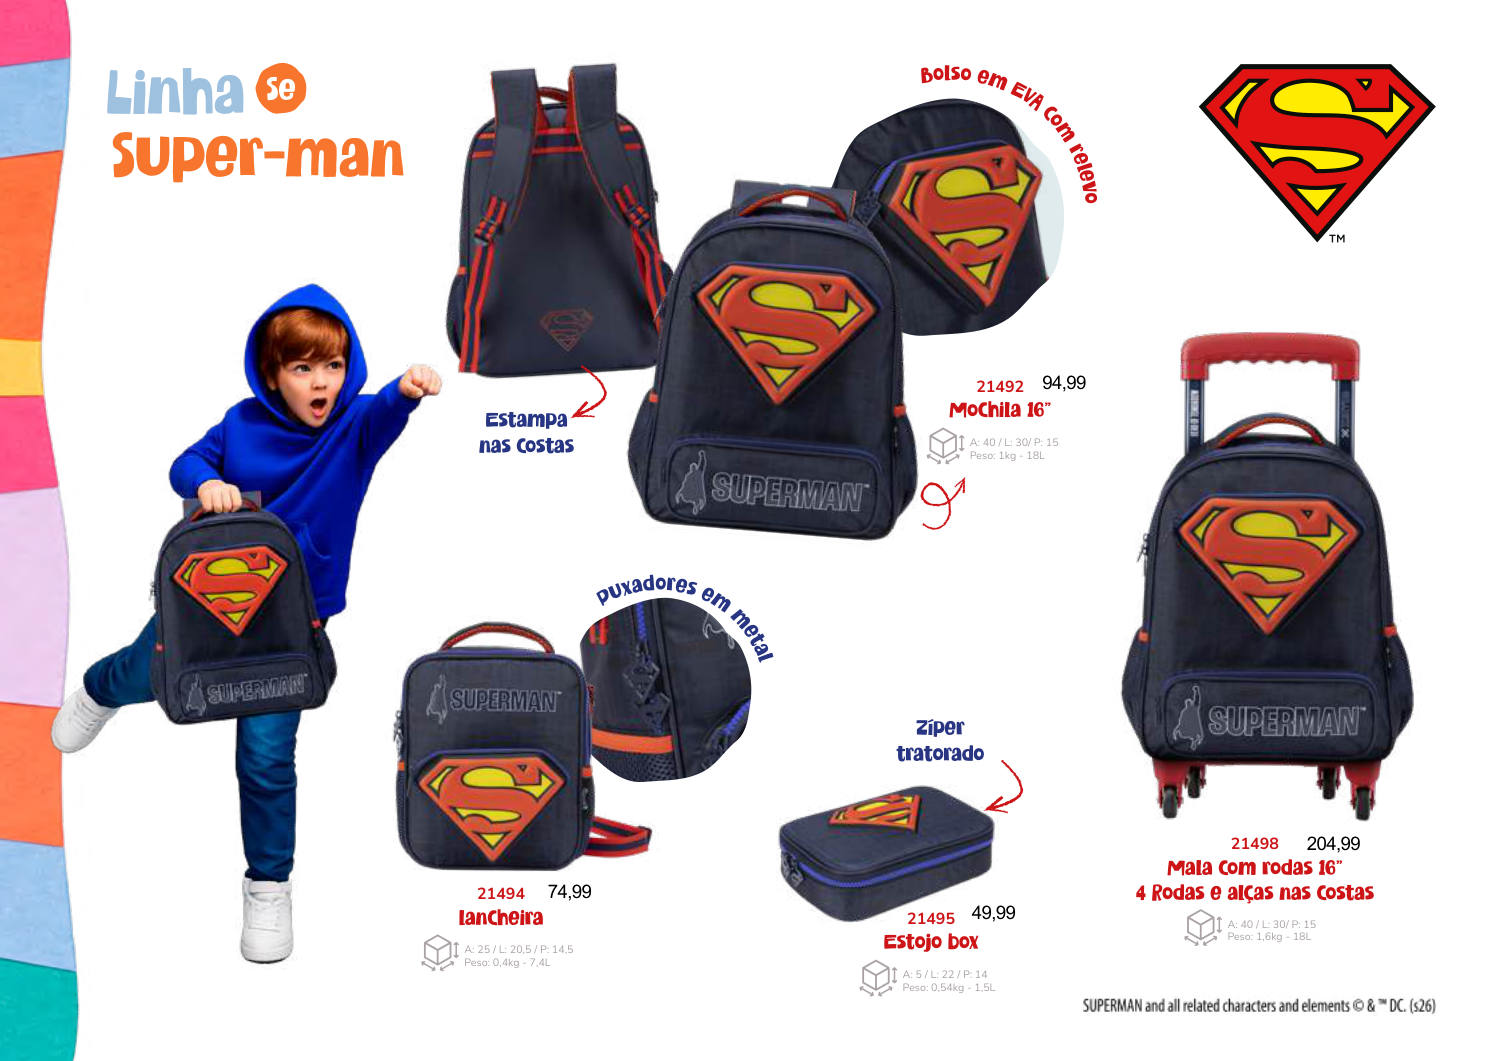 Linha se
Super-man
Bolso em EVA com relevo
TM
21492 94,99
Mochila 16”
A: 40 / L: 30/ P: 15
Peso: 1kg - 18L
Estampa
nas costas
SUPERMAN
SUPERMAN
Puxadores em metal
SUPERMAN
Zíper
tratorado
SUPERMAN
21494 74,99
lancheira
A: 25 / L: 20,5 / P: 14,5
Peso: 0,4kg - 7,4L
21495 49,99
Estojo box
A: 5 / L: 22 / P: 14
Peso: 0,54kg - 1,5L
21498 204,99
Mala com rodas 16”
4 Rodas e alças nas costas
A: 40 / L: 30/ P: 15
Peso: 1,6kg - 18L
SUPERMAN and all related characters and elements © & ™ DC. (s26)